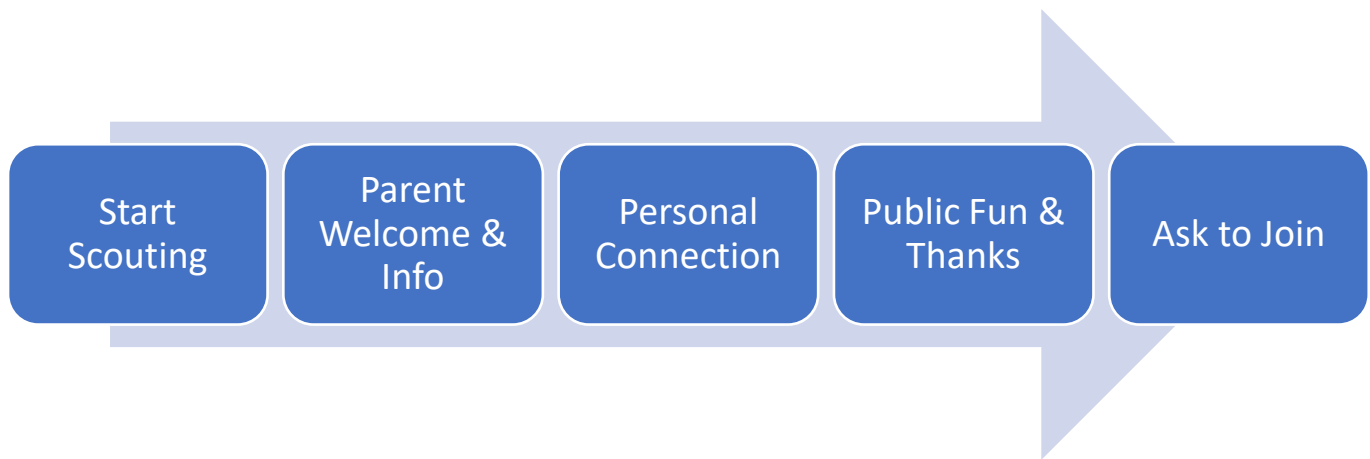 Start
Scouting
Parent
Welcome &
Info
Personal
Connection
Public Fun &
Thanks
Ask to Join